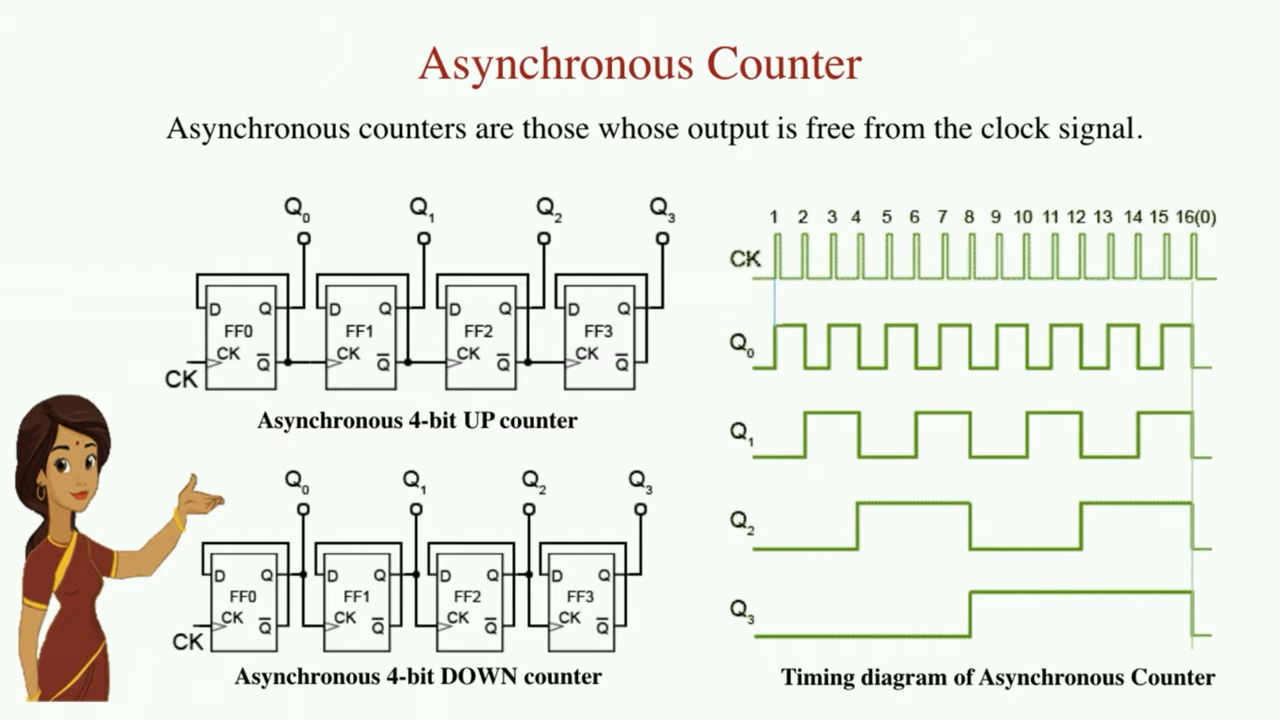 Asynchronous Counter
Asynchronous counters are those whose output is free from the clock signal.
Q₀ Q₁ Q₂ Q₃
D Q D Q D Q D Q
FF0 FF1 FF2 FF3
CK CK CK CK
Q̅ Q̅ Q̅ Q̅
CK
Asynchronous 4-bit UP counter
Q₀ Q₁ Q₂ Q₃
D Q D Q D Q D Q
FF0 FF1 FF2 FF3
CK CK CK CK
Q̅ Q̅ Q̅ Q̅
CK
Asynchronous 4-bit DOWN counter
1 2 3 4 5 6 7 8 9 10 11 12 13 14 15 16(0)
CK
Q₀
Q₁
Q₂
Q₃
Timing diagram of Asynchronous Counter